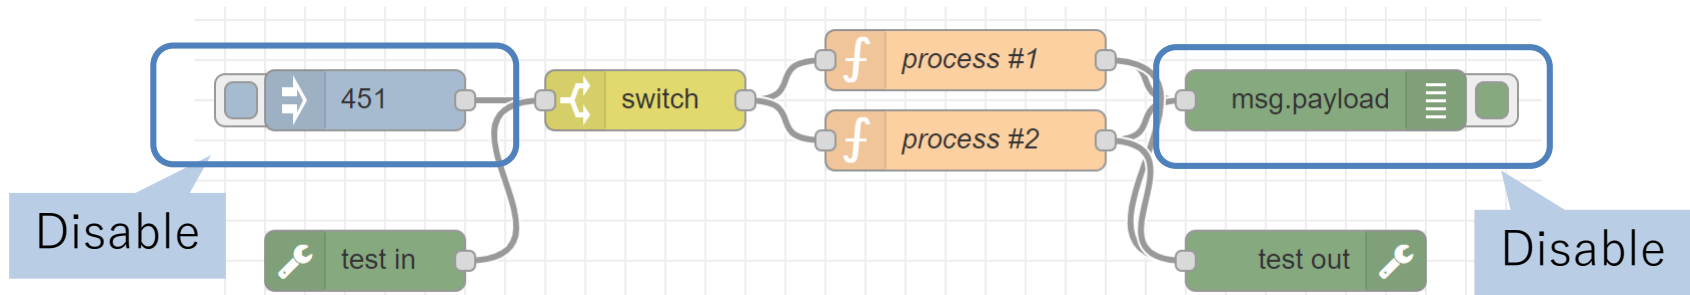 451
switch
process #1
process #2
msg.payload
Disable
test in
test out
Disable